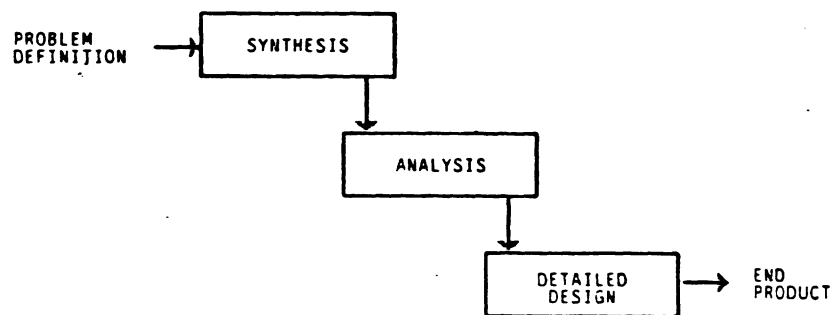 PROBLEM
DEFINITION
SYNTHESIS
ANALYSIS
DETAILED
DESIGN
END
PRODUCT